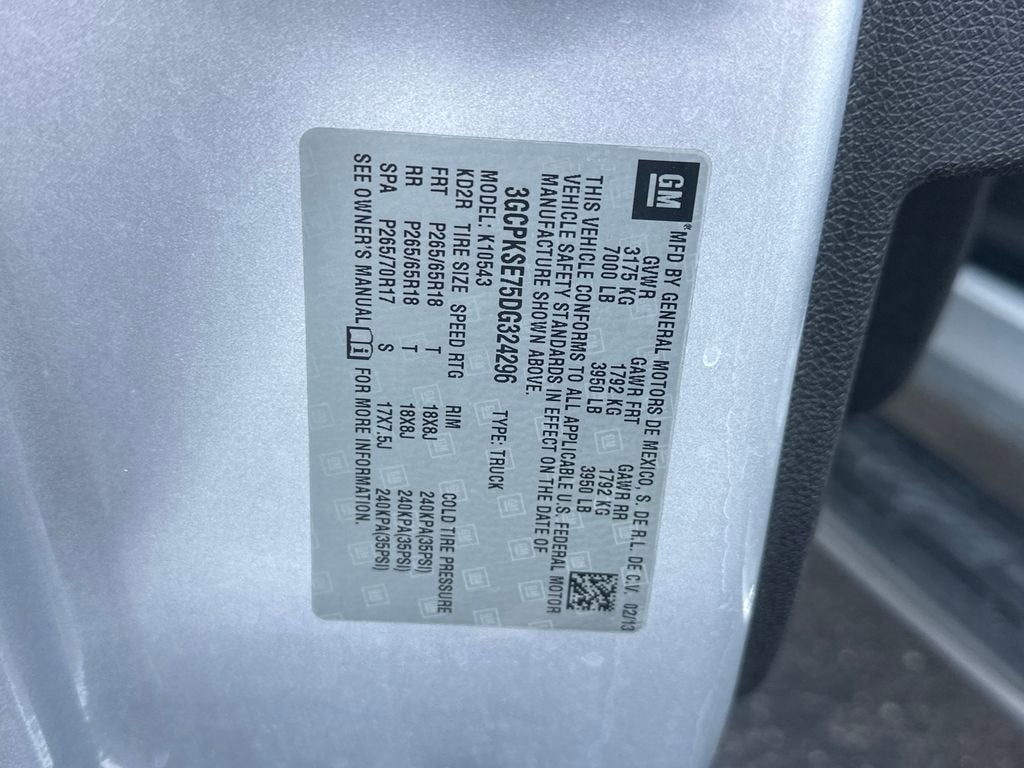 GM® MFD BY GENERAL MOTORS DE MEXICO, S. DE R.L. DE C.V. 02/13
GVWR GAWR FRT GAWR RR
3175 KG 1792 KG 1792 KG
7000 LB 3950 LB 3950 LB
THIS VEHICLE CONFORMS TO ALL APPLICABLE U.S. FEDERAL MOTOR
VEHICLE SAFETY STANDARDS IN EFFECT ON THE DATE OF
MANUFACTURE SHOWN ABOVE.
3GCPKSE75DG324296 TYPE: TRUCK
MODEL: K10543
KD2R TIRE SIZE SPEED RTG RIM COLD TIRE PRESSURE
FRT P265/65R18 T 18X8J 240KPA(35PSI)
RR P265/65R18 T 18X8J 240KPA(35PSI)
SPA P265/70R17 S 17X7.5J 240KPA(35PSI)
SEE OWNER'S MANUAL FOR MORE INFORMATION.